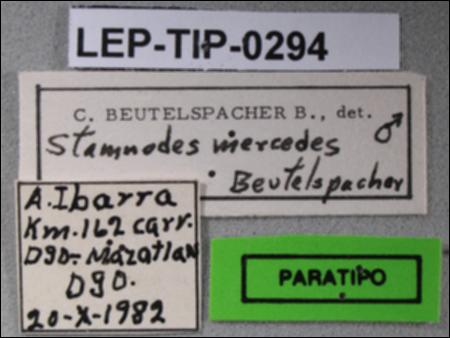 LEP-TIP-0294
C. BEUTELSPACHER B., det.
Stamnodes mercedes ♂
Beutelspacher
A. Ibarra
Km. 162 carr.
Dgo-Mazatlan
Dgo.
20-X-1982
PARATIPO